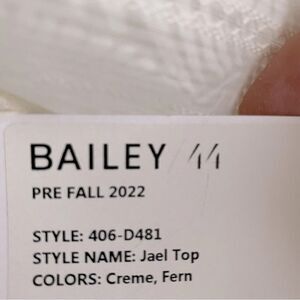 BAILEY/44
PRE FALL 2022
STYLE: 406-D481
STYLE NAME: Jael Top
COLORS: Creme, Fern